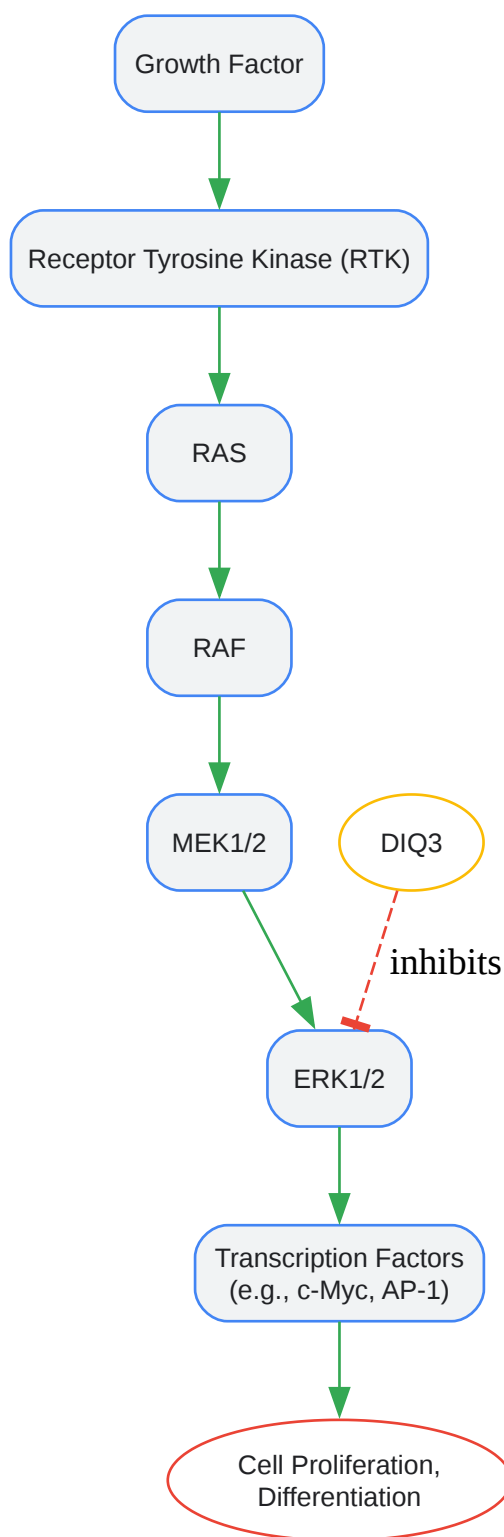 Growth Factor
Receptor Tyrosine Kinase (RTK)
RAS
RAF
MEK1/2
DIQ3
inhibits
ERK1/2
Transcription Factors
(e.g., c-Myc, AP-1)
Cell Proliferation,
Differentiation